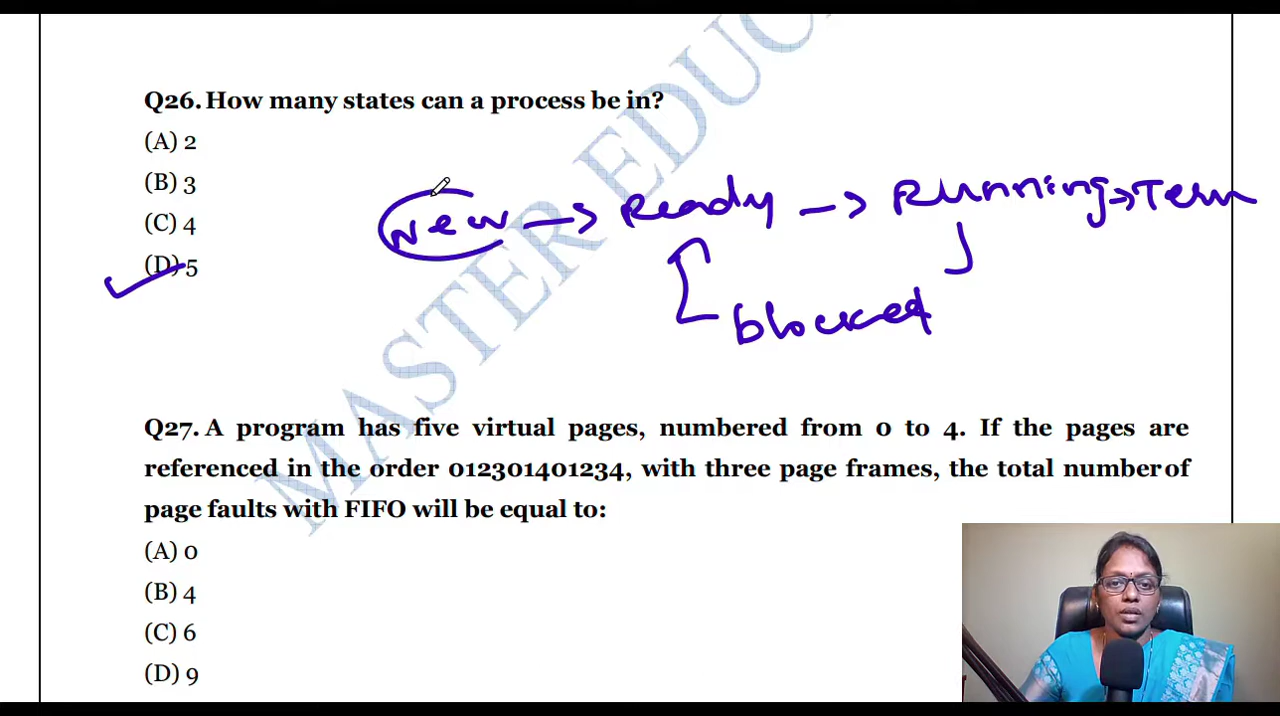 Q26. How many states can a process be in?
(A) 2
(B) 3
(C) 4
(D) 5
New → Ready → Running → Term
blocked
Q27. A program has five virtual pages, numbered from 0 to 4. If the pages are
referenced in the order 012301401234, with three page frames, the total number of
page faults with FIFO will be equal to:
(A) 0
(B) 4
(C) 6
(D) 9
MASTER EDUC